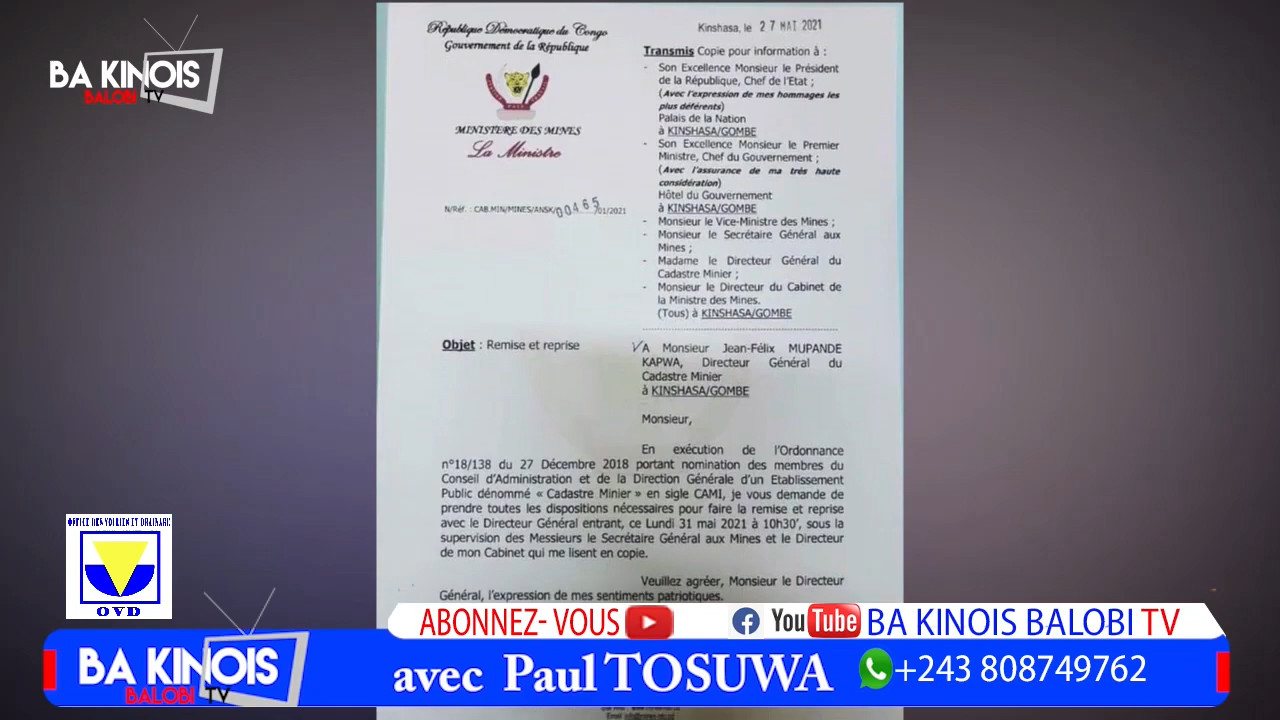 BA KINOIS
BALOBI TV
République Démocratique du Congo
Gouvernement de la République
MINISTERE DES MINES
La Ministre
N/Réf. : CAB.MIN/MINES/ANSK/00465/01/2021
Kinshasa, le 27 MAI 2021
Transmis Copie pour information à :
- Son Excellence Monsieur le Président
de la République, Chef de l'Etat ;
(Avec l'expression de mes hommages les
plus déférents)
Palais de la Nation
à KINSHASA/GOMBE
- Son Excellence Monsieur le Premier
Ministre, Chef du Gouvernement ;
(Avec l'assurance de ma très haute
considération)
Hôtel du Gouvernement
à KINSHASA/GOMBE
- Monsieur le Vice-Ministre des Mines ;
- Monsieur le Secrétaire Général aux
Mines ;
- Madame le Directeur Général du
Cadastre Minier ;
- Monsieur le Directeur du Cabinet de
la Ministre des Mines.
(Tous) à KINSHASA/GOMBE
Objet : Remise et reprise
A Monsieur Jean-Félix MUPANDE
KAPWA, Directeur Général du
Cadastre Minier
à KINSHASA/GOMBE
Monsieur,
En exécution de l'Ordonnance
n°18/138 du 27 Décembre 2018 portant nomination des membres du
Conseil d'Administration et de la Direction Générale d'un Etablissement
Public dénommé « Cadastre Minier » en sigle CAMI, je vous demande de
prendre toutes les dispositions nécessaires pour faire la remise et reprise
avec le Directeur Général entrant, ce Lundi 31 mai 2021 à 10h30', sous la
supervision des Messieurs le Secrétaire Général aux Mines et le Directeur
de mon Cabinet qui me lisent en copie.
Veuillez agréer, Monsieur le Directeur
Général, l'expression de mes sentiments patriotiques.
OFFICE DES VOIRIES ET DRAINAGE
OVD
ABONNEZ- VOUS
YouTube BA KINOIS BALOBI TV
BA KINOIS
BALOBI TV
avec Paul TOSUWA
+243 808749762